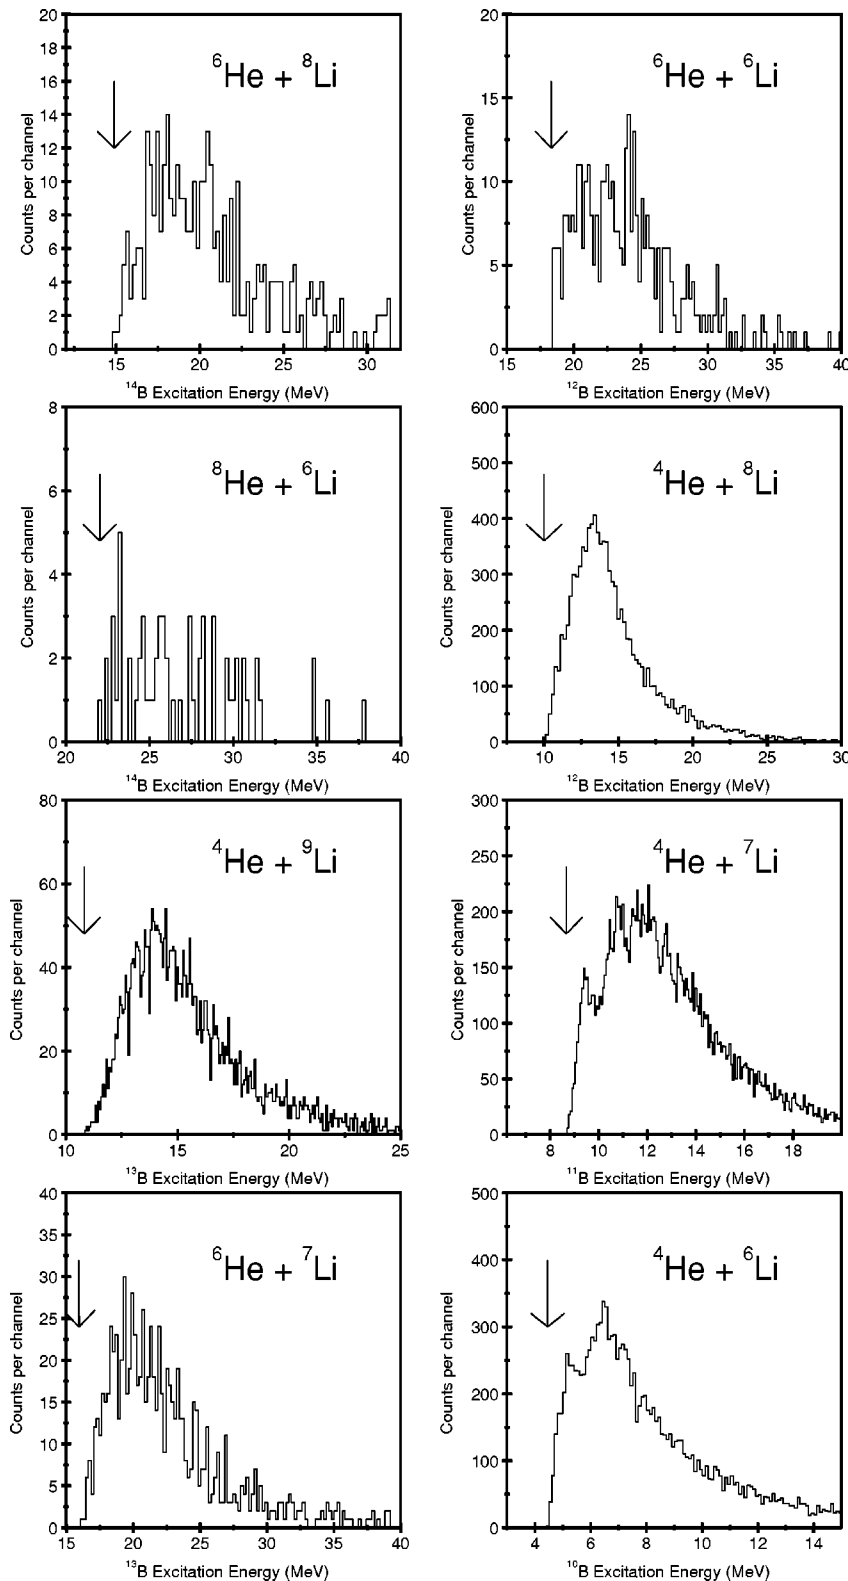 20
18
16
14
12
10
8
6
4
2
0
Counts per channel
⁶He + ⁸Li
15 20 25 30
¹⁴B Excitation Energy (MeV)
20
15
10
5
0
Counts per channel
⁶He + ⁶Li
15 20 25 30 35 40
¹²B Excitation Energy (MeV)
8
6
4
2
0
Counts per channel
⁸He + ⁶Li
20 25 30 35 40
¹⁴B Excitation Energy (MeV)
600
500
400
300
200
100
0
Counts per channel
⁴He + ⁸Li
10 15 20 25 30
¹²B Excitation Energy (MeV)
80
60
40
20
0
Counts per channel
⁴He + ⁹Li
10 15 20 25
¹³B Excitation Energy (MeV)
300
250
200
150
100
50
0
Counts per channel
⁴He + ⁷Li
8 10 12 14 16 18
¹¹B Excitation Energy (MeV)
40
35
30
25
20
15
10
5
0
Counts per channel
⁶He + ⁷Li
15 20 25 30 35 40
¹³B Excitation Energy (MeV)
500
400
300
200
100
0
Counts per channel
⁴He + ⁶Li
4 6 8 10 12 14
¹⁰B Excitation Energy (MeV)